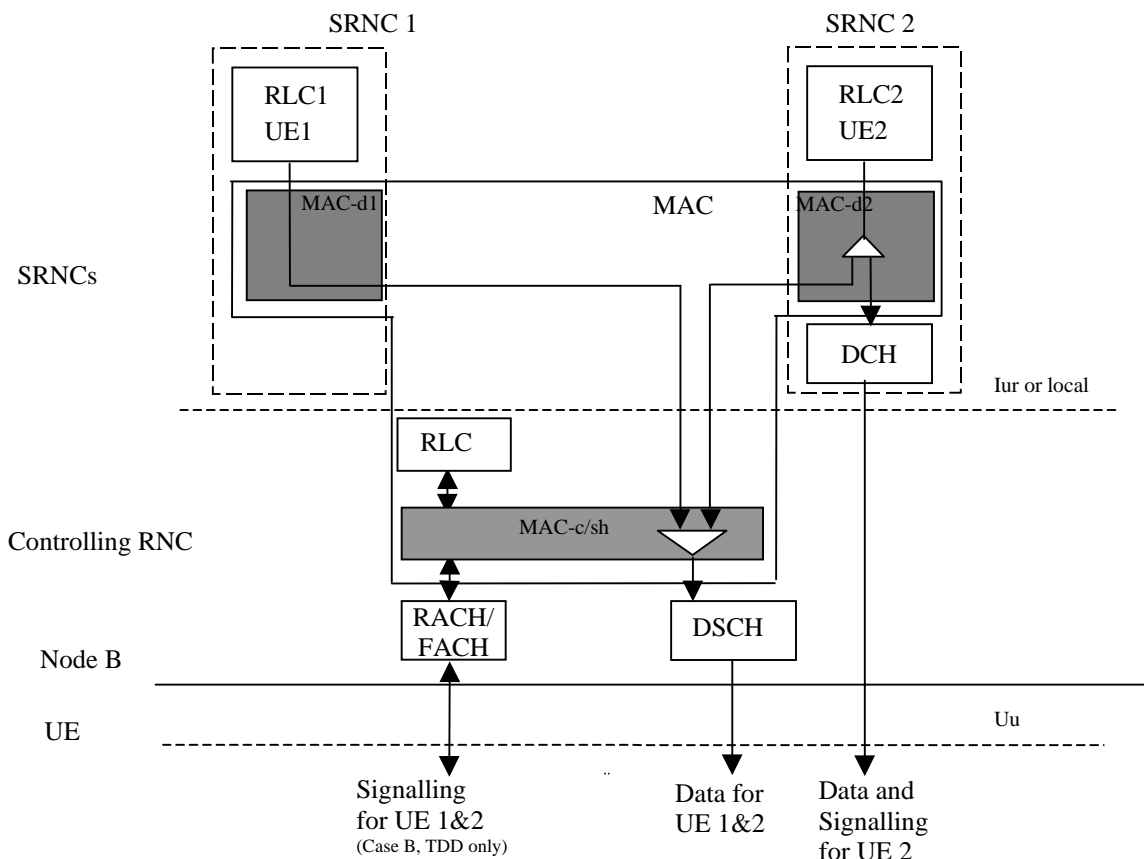 SRNC 1
SRNC 2
RLC1
UE1
RLC2
UE2
MAC-d1
MAC
MAC-d2
SRNCs
DCH
Iur or local
RLC
MAC-c/sh
Controlling RNC
RACH/
FACH
DSCH
Node B
UE
Uu
Signalling
for UE 1&2
(Case B, TDD only)
..
Data for
UE 1&2
Data and
Signalling
for UE 2